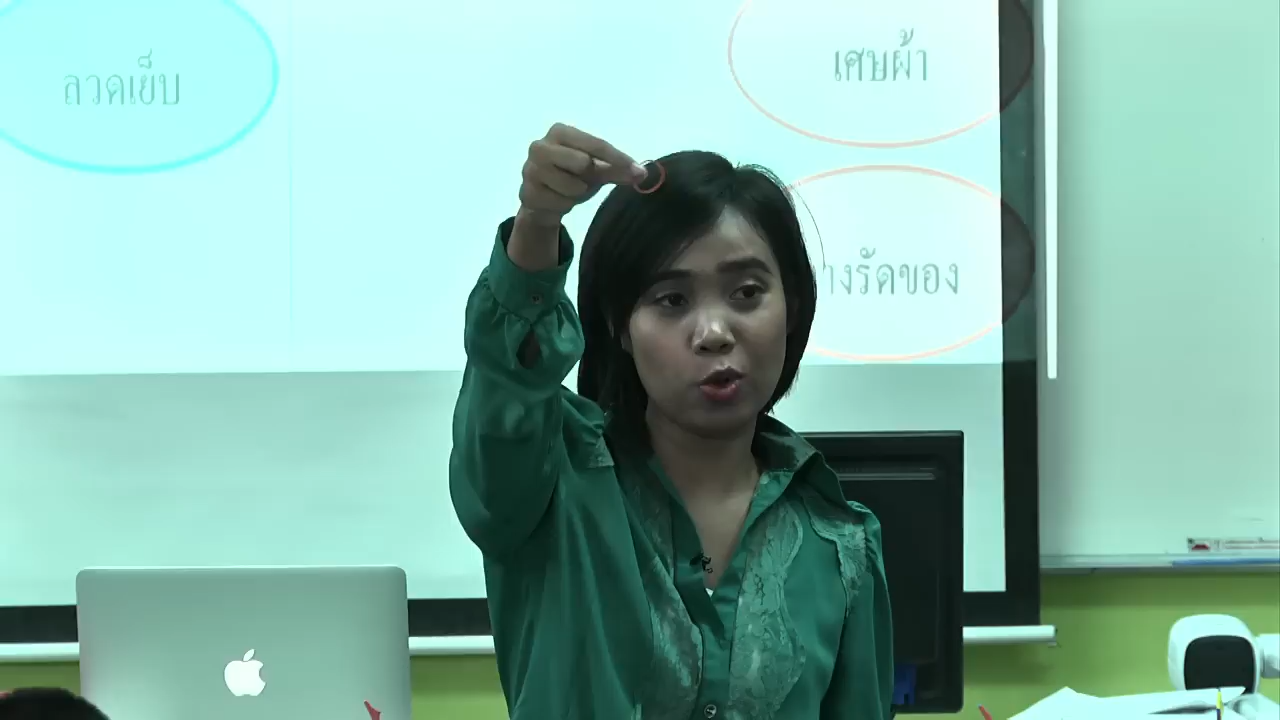 ลวดเย็บ
เศษผ้า
างรัดของ